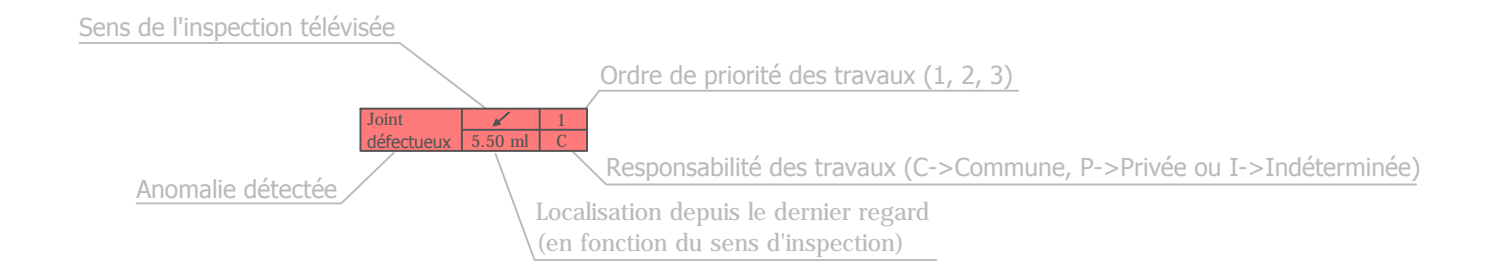 Sens de l'inspection télévisée
Ordre de priorité des travaux (1, 2, 3)
Joint
défectueux
1
5.50 ml
C
Responsabilité des travaux (C->Commune, P->Privée ou I->Indéterminée)
Anomalie détectée
Localisation depuis le dernier regard
(en fonction du sens d'inspection)